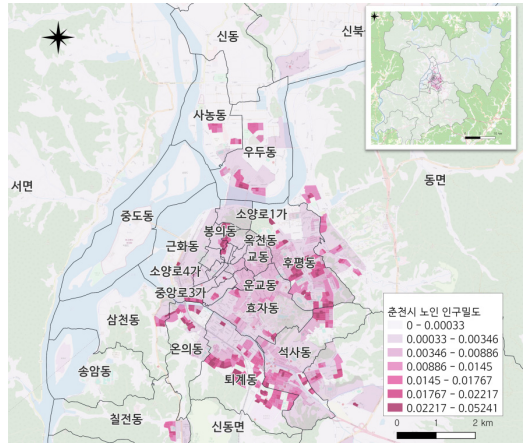 신동
신북
사농동
우두동
서면
동면
중도동
소양로1가
봉의동
옥천동
근화동
교동
후평동
소양로4가
중앙로3가
운교동
효자동
삼천동
온의동
석사동
송암동
퇴계동
칠전동
신동면
춘천시 노인 인구밀도
0 - 0.00033
0.00033 - 0.00346
0.00346 - 0.00886
0.00886 - 0.0145
0.0145 - 0.01767
0.01767 - 0.02217
0.02217 - 0.05241
0 1 2 km